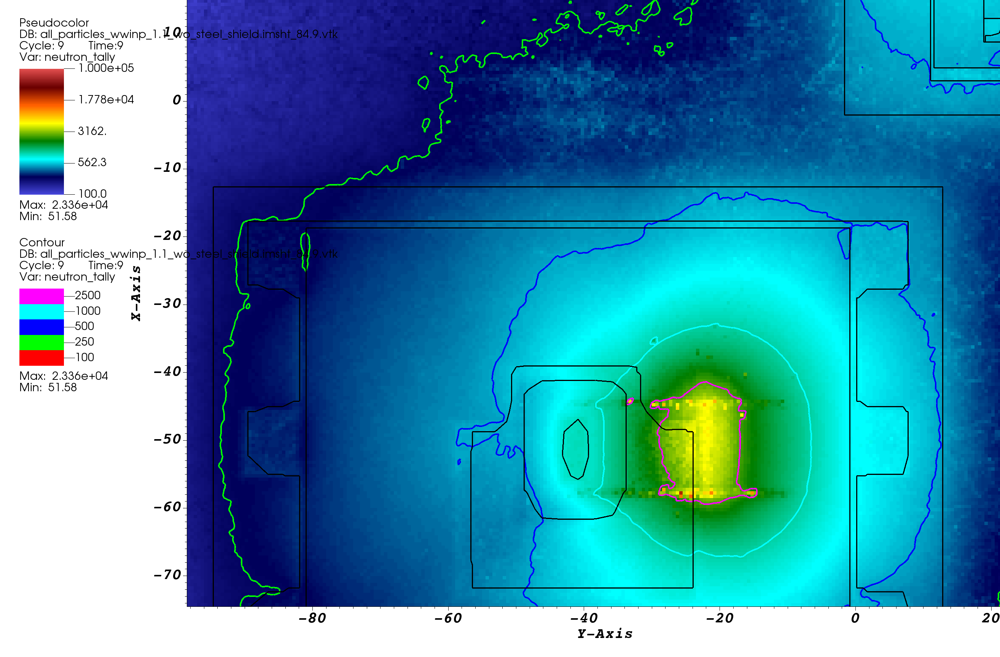 Pseudocolor
DB: all_particles_wwinp_1.1_wo_steel_shield.imsht_84.9.vtk
Cycle: 9 Time:9
Var: neutron_tally
1.000e+05
1.778e+04
3162.
562.3
100.0
Max: 2.336e+04
Min: 51.58
Contour
DB: all_particles_wwinp_1.1_wo_steel_shield.imsht_84.9.vtk
Cycle: 9 Time:9
Var: neutron_tally
2500
1000
500
250
100
Max: 2.336e+04
Min: 51.58
X-Axis
10
0
-10
-20
-30
-40
-50
-60
-70
-80 -60 -40 -20 0 20
Y-Axis